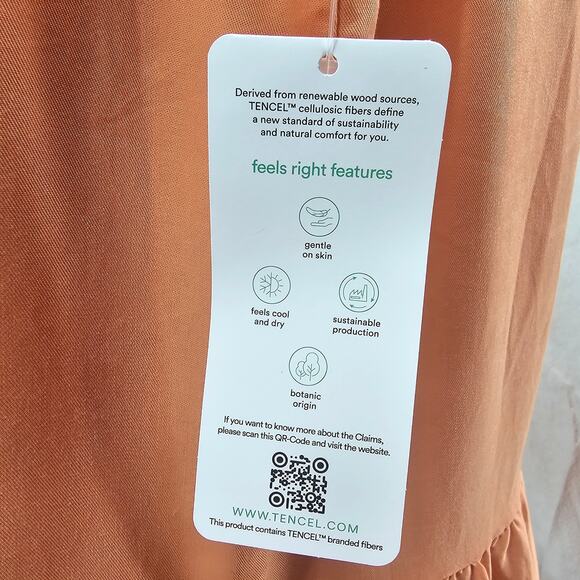 Derived from renewable wood sources,
TENCEL™ cellulosic fibers define
a new standard of sustainability
and natural comfort for you.
feels right features
gentle
on skin
feels cool
and dry
sustainable
production
botanic
origin
If you want to know more about the Claims,
please scan this QR-Code and visit the website.
WWW.TENCEL.COM
This product contains TENCEL™ branded fibers